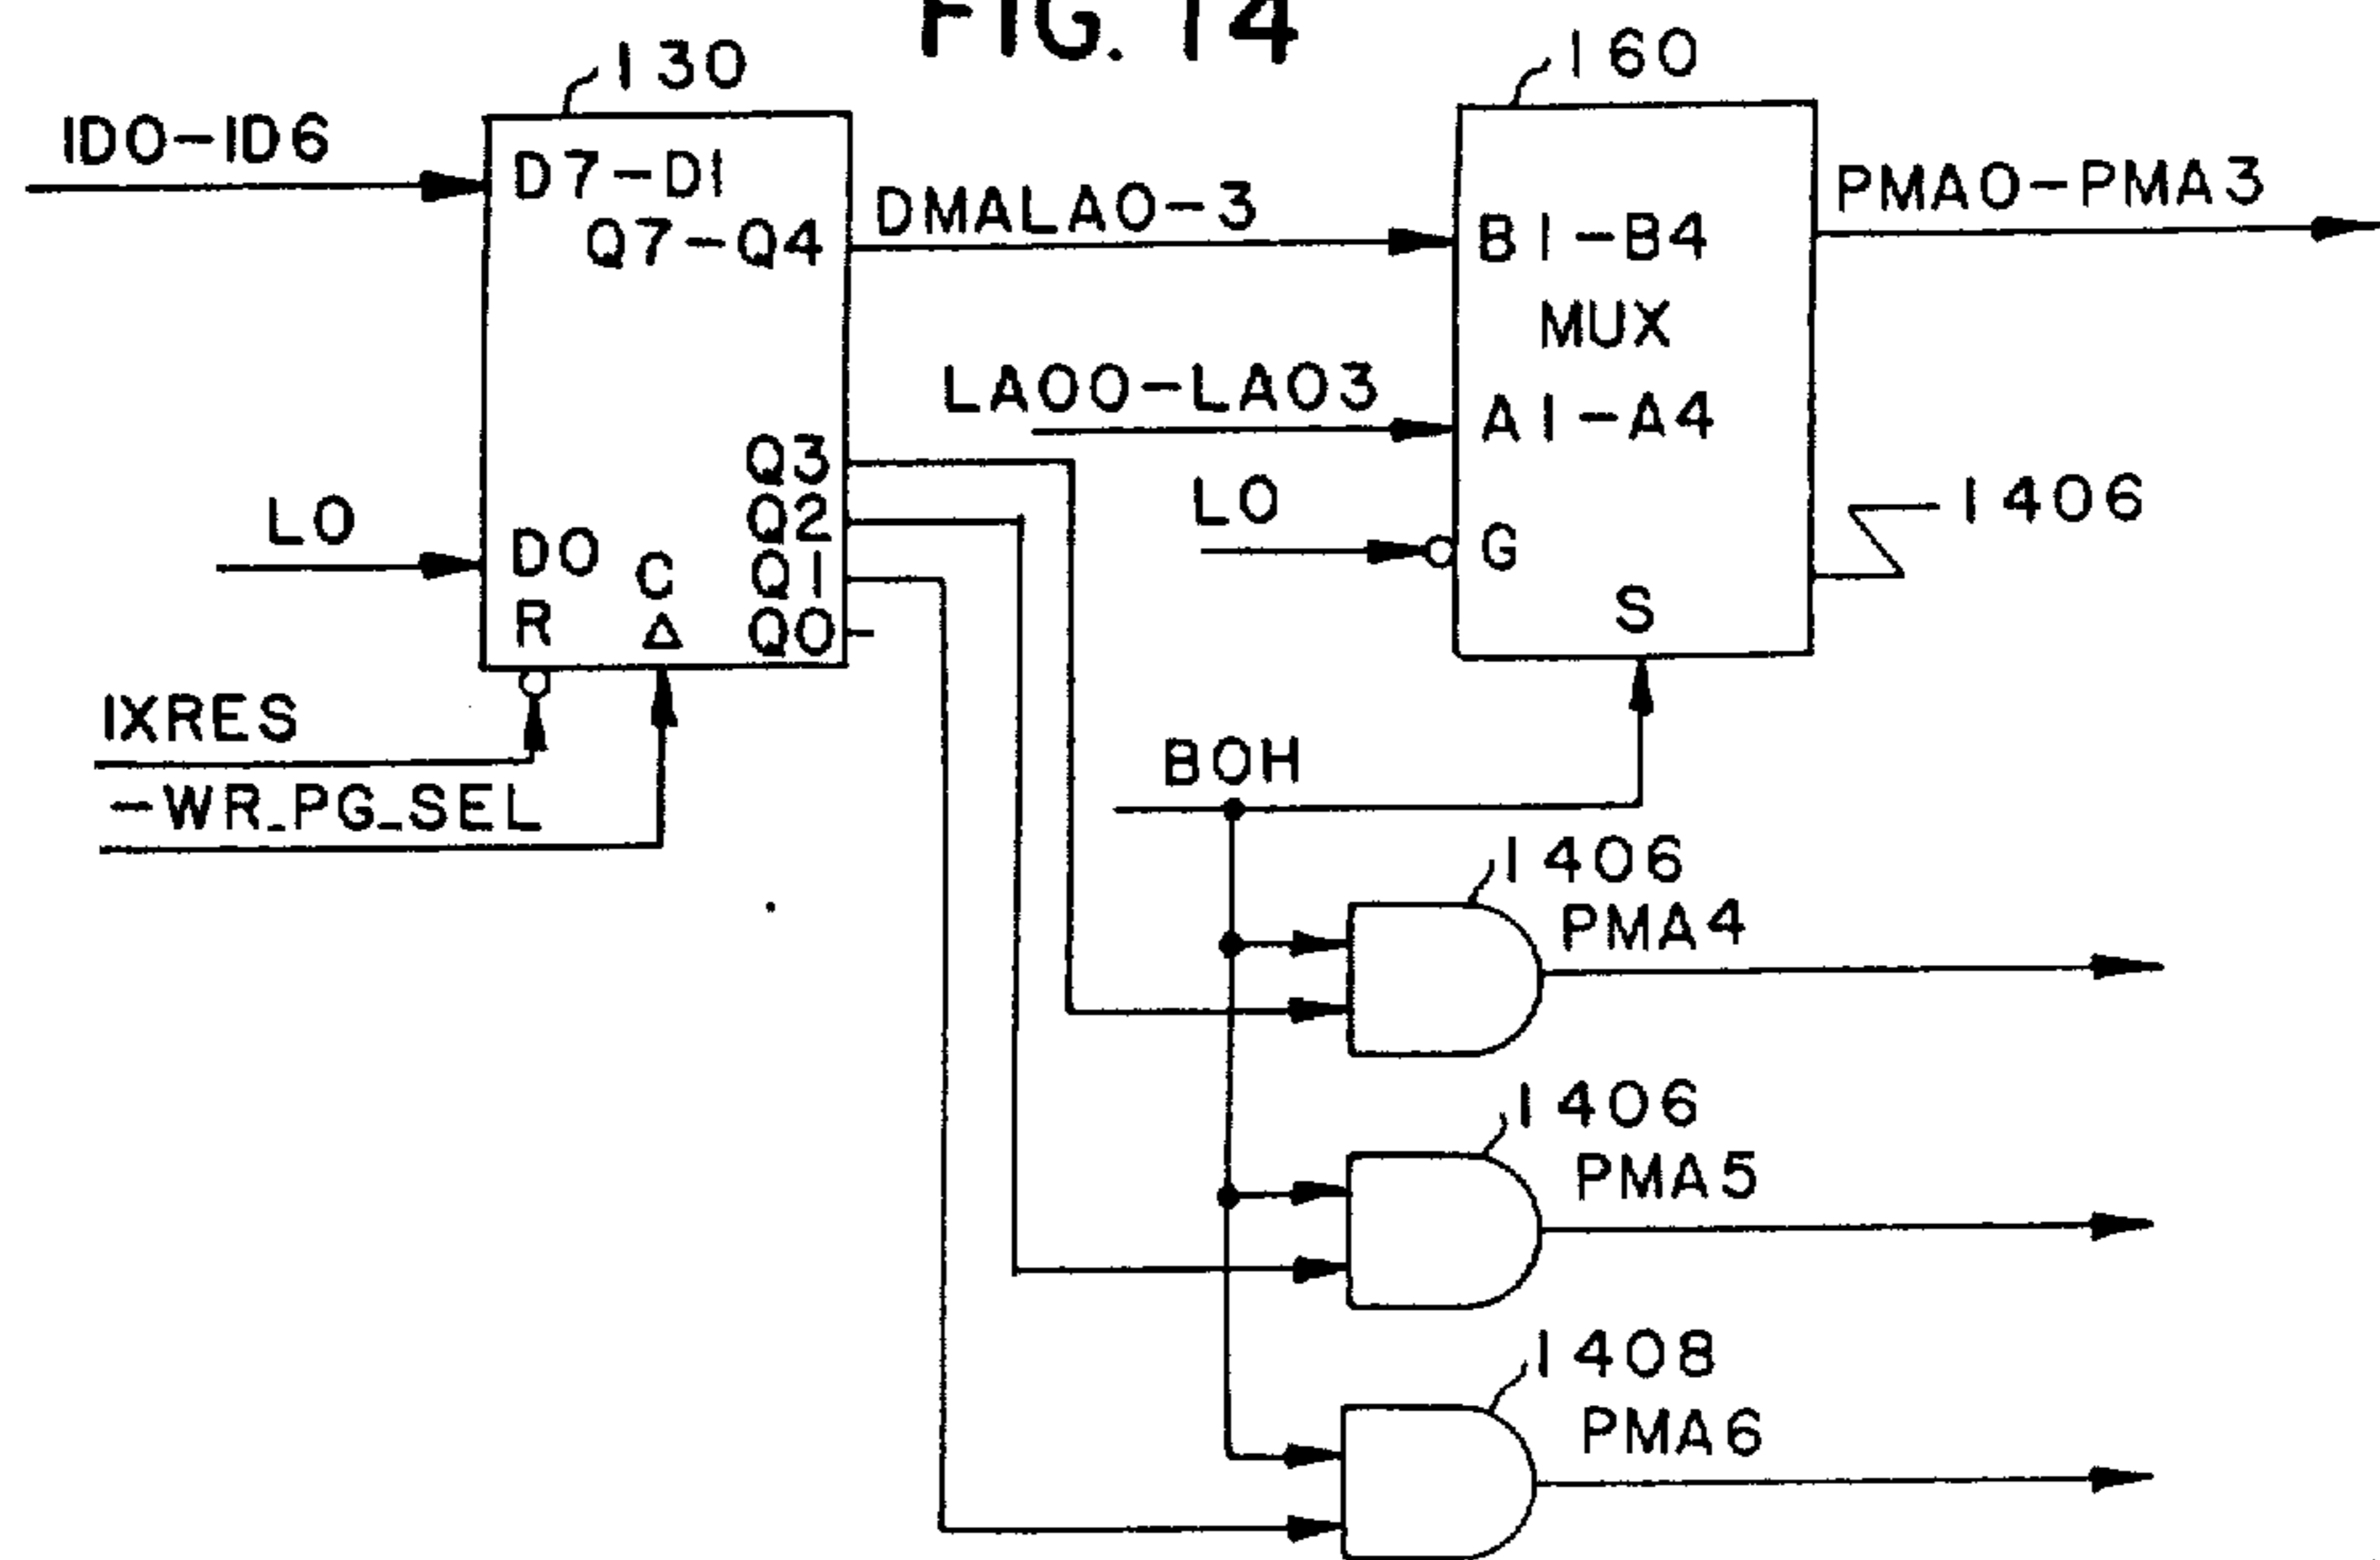 FIG. 14
130
160
ID0-ID6
D7-D1
Q7-Q4
DMALA0-3
B1-B4
PMA0-PMA3
MUX
LA00-LA03
A1-A4
Q3
LO
Q2
LO
1406
D0
C
Q1
G
R
Q0
S
IXRES
BOH
-WR_PG_SEL
1406
PMA4
1406
PMA5
1408
PMA6